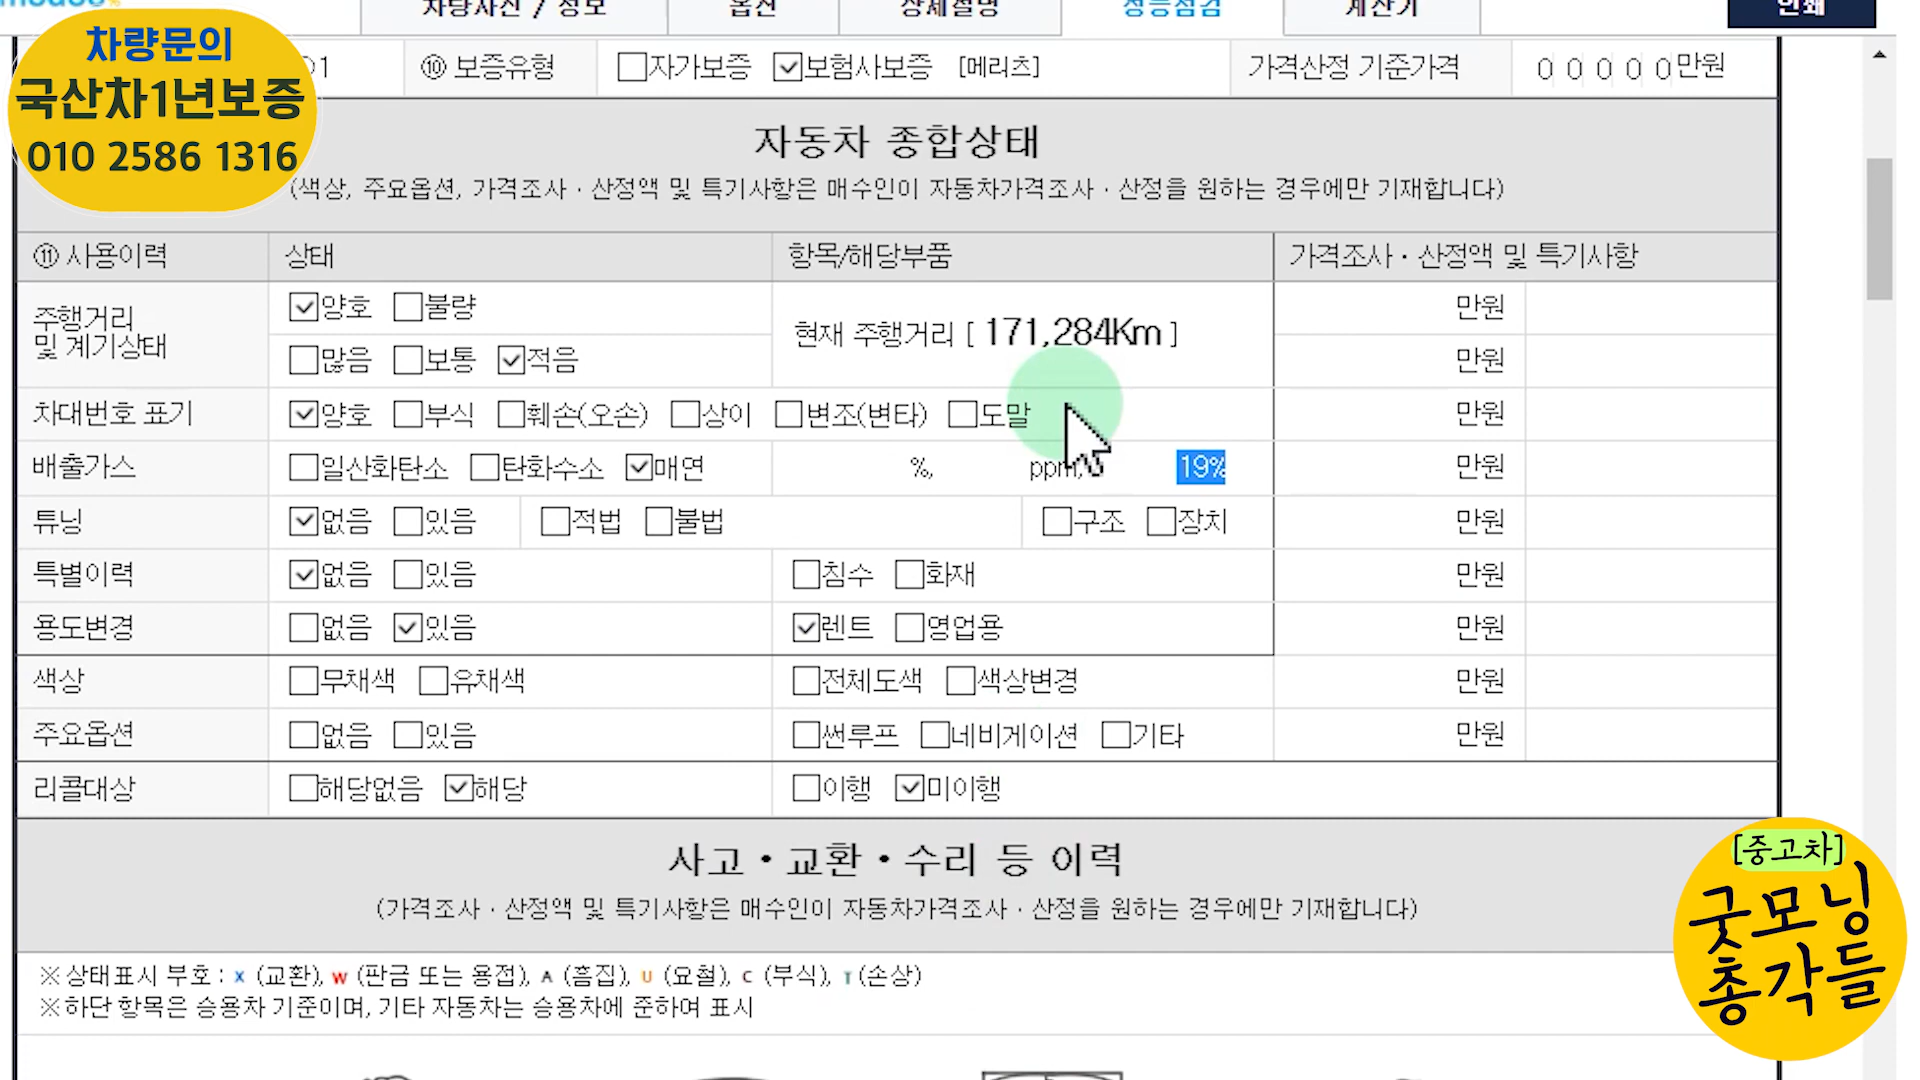 차량사진 / 정보 옵션 상세설명 성능점검 계산기 인쇄
차량문의
국산차1년보증
010 2586 1316
⑩ 보증유형 ☐자가보증 ☑보험사보증 [메리츠] 가격산정 기준가격 0 0 0 0 0만원
자동차 종합상태
(색상, 주요옵션, 가격조사 · 산정액 및 특기사항은 매수인이 자동차가격조사 · 산정을 원하는 경우에만 기재합니다)
⑪ 사용이력 상태 항목/해당부품 가격조사 · 산정액 및 특기사항
주행거리
및 계기상태
☑양호 ☐불량 만원
현재 주행거리 [ 171,284Km ]
☐많음 ☐보통 ☑적음 만원
차대번호 표기 ☑양호 ☐부식 ☐훼손(오손) ☐상이 ☐변조(변타) ☐도말 만원
배출가스 ☐일산화탄소 ☐탄화수소 ☑매연 %, ppm, 19% 만원
튜닝 ☑없음 ☐있음 ☐적법 ☐불법 ☐구조 ☐장치 만원
특별이력 ☑없음 ☐있음 ☐침수 ☐화재 만원
용도변경 ☐없음 ☑있음 ☑렌트 ☐영업용 만원
색상 ☐무채색 ☐유채색 ☐전체도색 ☐색상변경 만원
주요옵션 ☐없음 ☐있음 ☐썬루프 ☐네비게이션 ☐기타 만원
리콜대상 ☐해당없음 ☑해당 ☐이행 ☑미이행
사고 • 교환 • 수리 등 이력
(가격조사 · 산정액 및 특기사항은 매수인이 자동차가격조사 · 산정을 원하는 경우에만 기재합니다)
※ 상태표시 부호 : X (교환), W (판금 또는 용접), A (흠집), U (요철), C (부식), T (손상)
※ 하단 항목은 승용차 기준이며, 기타 자동차는 승용차에 준하여 표시
[중고차]
굿모닝
총각들